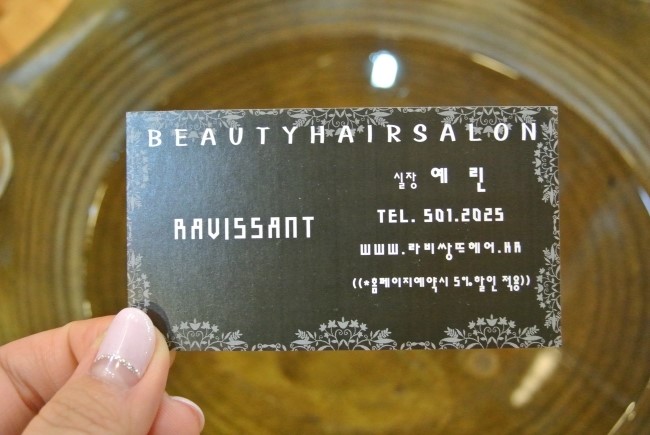 BEAUTYHAIRSALON
실장 예 린
RAVISSANT
TEL. 501.2025
www.라비쌍뜨헤어.KR
((*홈페이지예약시 5%할인 적용))